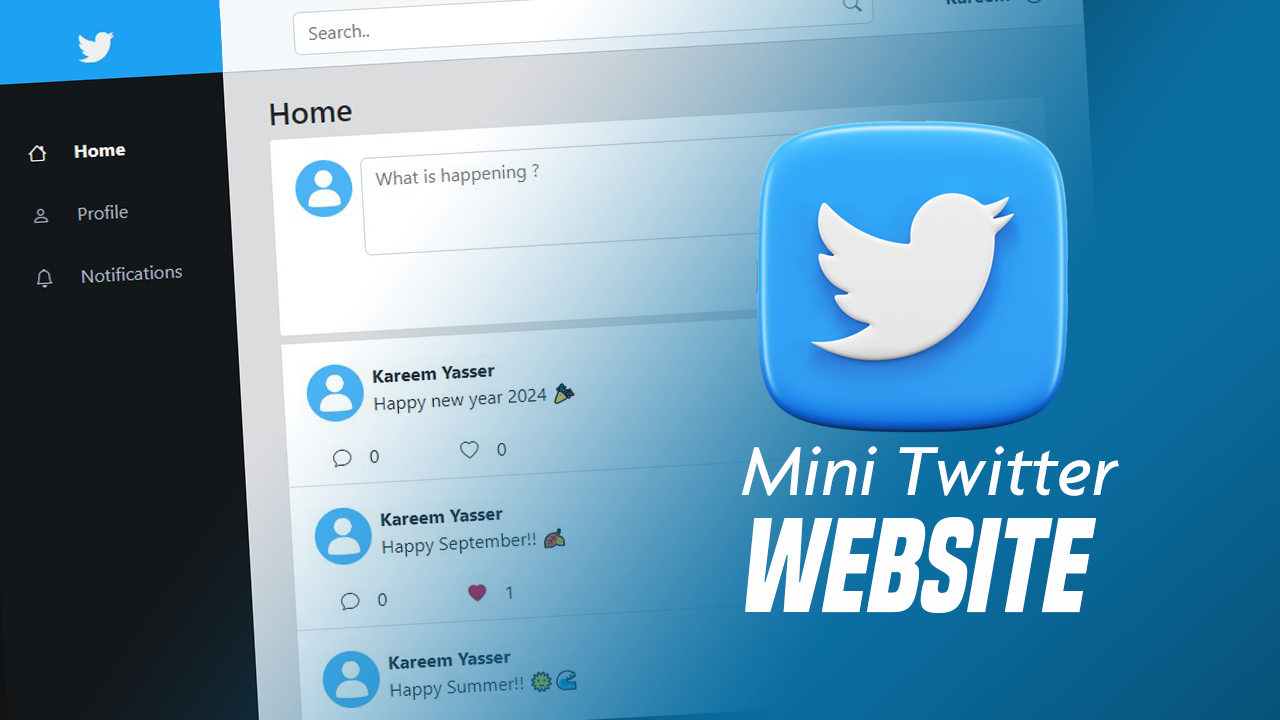 Search..
Kareem
Home
Profile
Notifications
Home
What is happening ?
Kareem Yasser
Happy new year 2024
0 0
Kareem Yasser
Happy September!!
0 1
Kareem Yasser
Happy Summer!!
Mini Twitter
WEBSITE